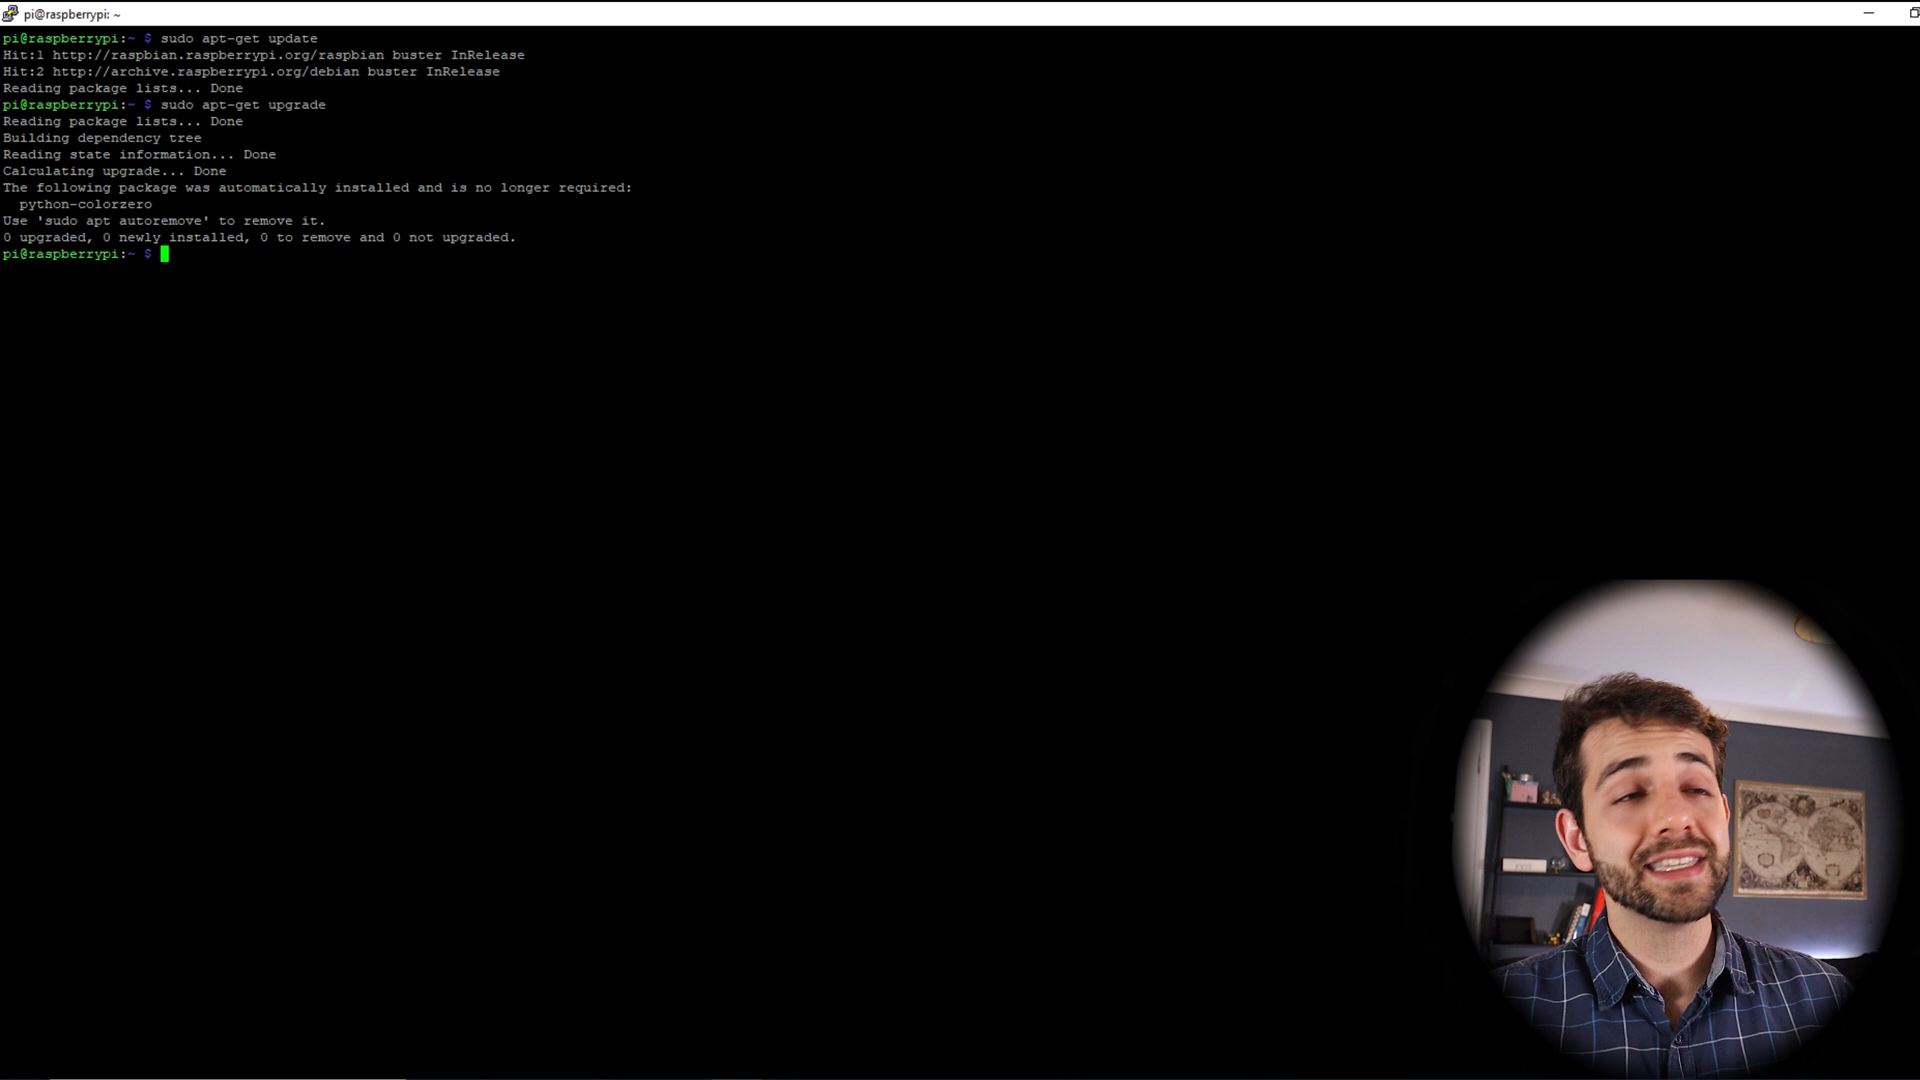 pi@raspberrypi: ~
pi@raspberrypi:~ $ sudo apt-get update
Hit:1 http://raspbian.raspberrypi.org/raspbian buster InRelease
Hit:2 http://archive.raspberrypi.org/debian buster InRelease
Reading package lists... Done
pi@raspberrypi:~ $ sudo apt-get upgrade
Reading package lists... Done
Building dependency tree
Reading state information... Done
Calculating upgrade... Done
The following package was automatically installed and is no longer required:
  python-colorzero
Use 'sudo apt autoremove' to remove it.
0 upgraded, 0 newly installed, 0 to remove and 0 not upgraded.
pi@raspberrypi:~ $